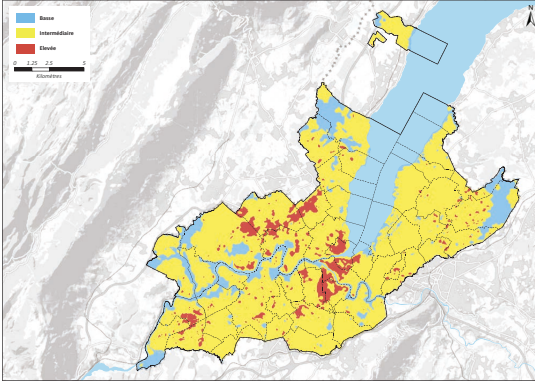 Basse
Intermédiaire
Elevée
0 1.25 2.5 5
Kilomètres
N